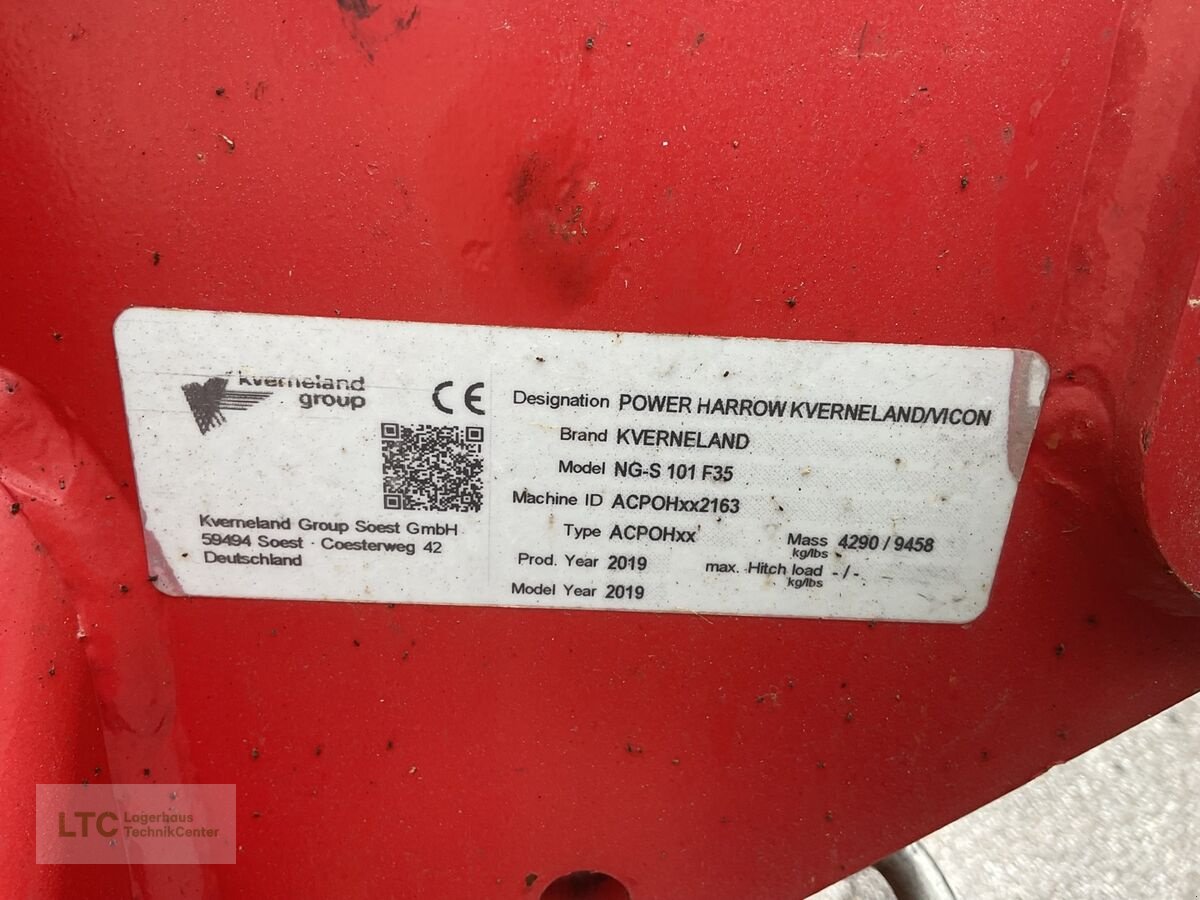 kverneland
group
CE
Kverneland Group Soest GmbH
59494 Soest · Coesterweg 42
Deutschland
Designation POWER HARROW KVERNELAND/VICON
Brand KVERNELAND
Model NG-S 101 F35
Machine ID ACPOHxx2163
Type ACPOHxx
Mass 4290 / 9458
kg/lbs
Prod. Year 2019
max. Hitch load - / -
kg/lbs
Model Year 2019
LTC Lagerhaus
TechnikCenter